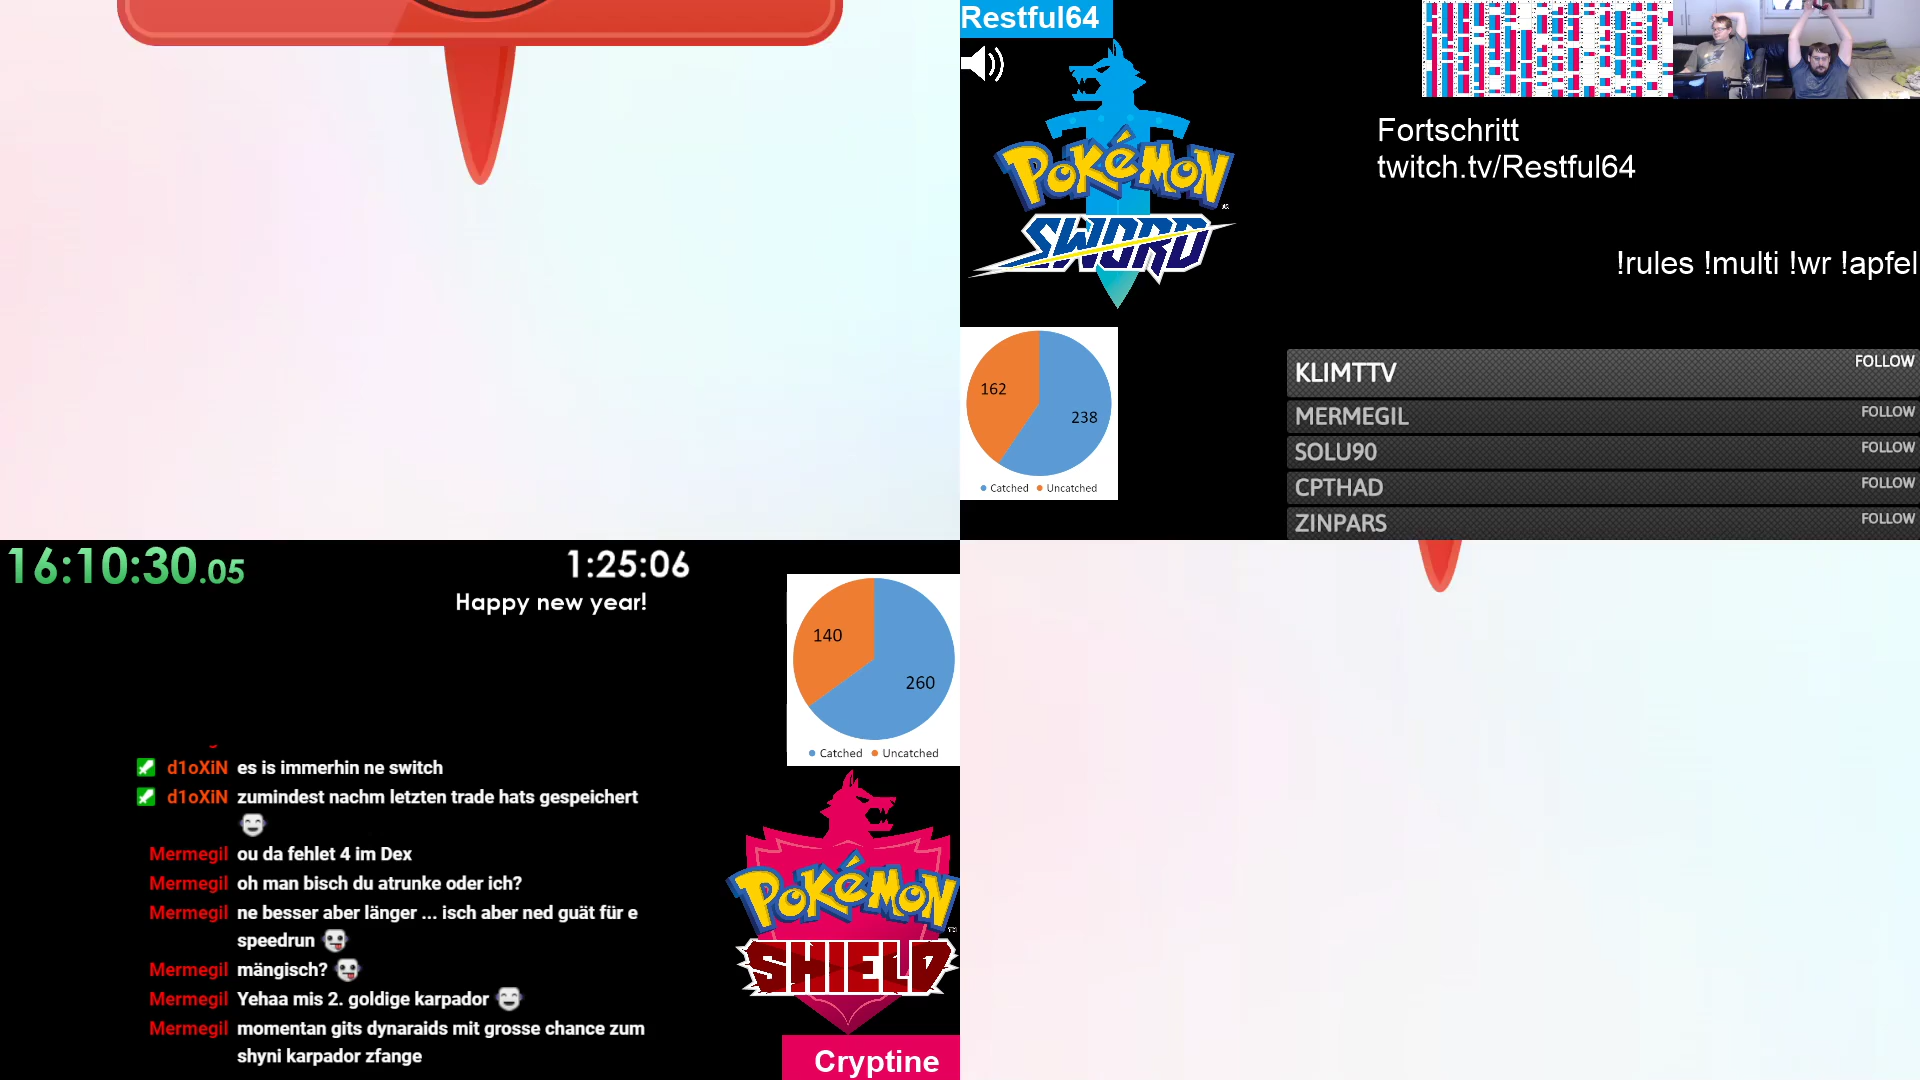 Restful64
POKéMON
SWORD
Fortschritt
twitch.tv/Restful64
!rules !multi !wr !apfel
162
238
Catched Uncatched
KLIMTTV FOLLOW
MERMEGIL FOLLOW
SOLU90 FOLLOW
CPTHAD FOLLOW
ZINPARS FOLLOW
16:10:30.05
1:25:06
Happy new year!
140
260
Catched Uncatched
d1oXiN es is immerhin ne switch
d1oXiN zumindest nachm letzten trade hats gespeichert
Mermegil ou da fehlet 4 im Dex
Mermegil oh man bisch du atrunke oder ich?
Mermegil ne besser aber länger ... isch aber ned guät für e
speedrun
Mermegil mängisch?
Mermegil Yehaa mis 2. goldige karpador
Mermegil momentan gits dynaraids mit grosse chance zum
shyni karpador zfange
POKéMON
SHIELD
Cryptine